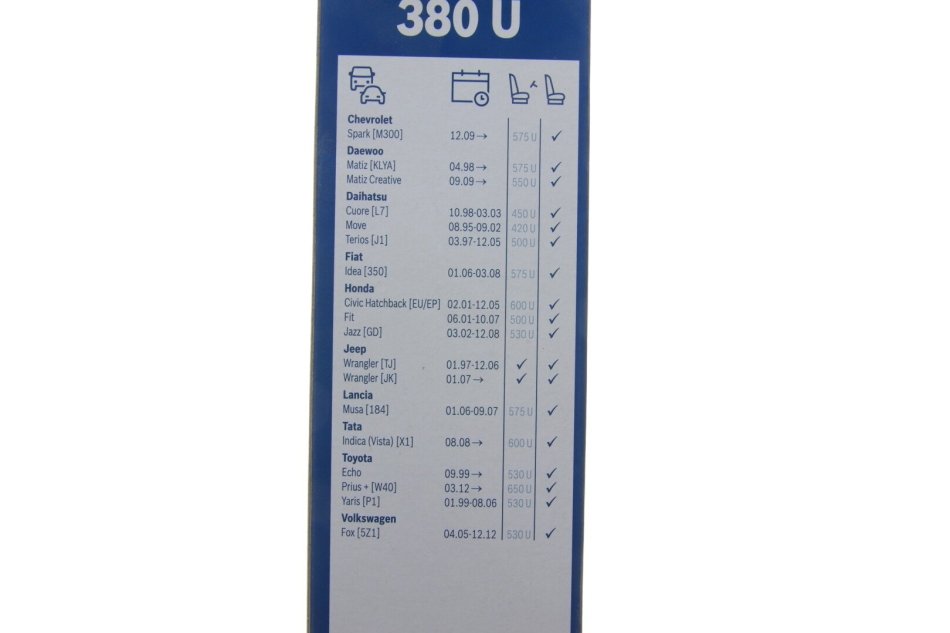 380 U
Chevrolet
Spark [M300] 12.09→ 575 U ✓
Daewoo
Matiz [KLYA] 04.98→ 575 U ✓
Matiz Creative 09.09→ 550 U ✓
Daihatsu
Cuore [L7] 10.98-03.03 450 U ✓
Move 08.95-09.02 420 U ✓
Terios [J1] 03.97-12.05 500 U ✓
Fiat
Idea [350] 01.06-03.08 575 U ✓
Honda
Civic Hatchback [EU/EP] 02.01-12.05 600 U ✓
Fit 06.01-10.07 500 U ✓
Jazz [GD] 03.02-12.08 530 U ✓
Jeep
Wrangler [TJ] 01.97-12.06 ✓ ✓
Wrangler [JK] 01.07→ ✓ ✓
Lancia
Musa [184] 01.06-09.07 575 U ✓
Tata
Indica (Vista) [X1] 08.08→ 600 U ✓
Toyota
Echo 09.99→ 530 U ✓
Prius + [W40] 03.12→ 650 U ✓
Yaris [P1] 01.99-08.06 530 U ✓
Volkswagen
Fox [5Z1] 04.05-12.12 530 U ✓